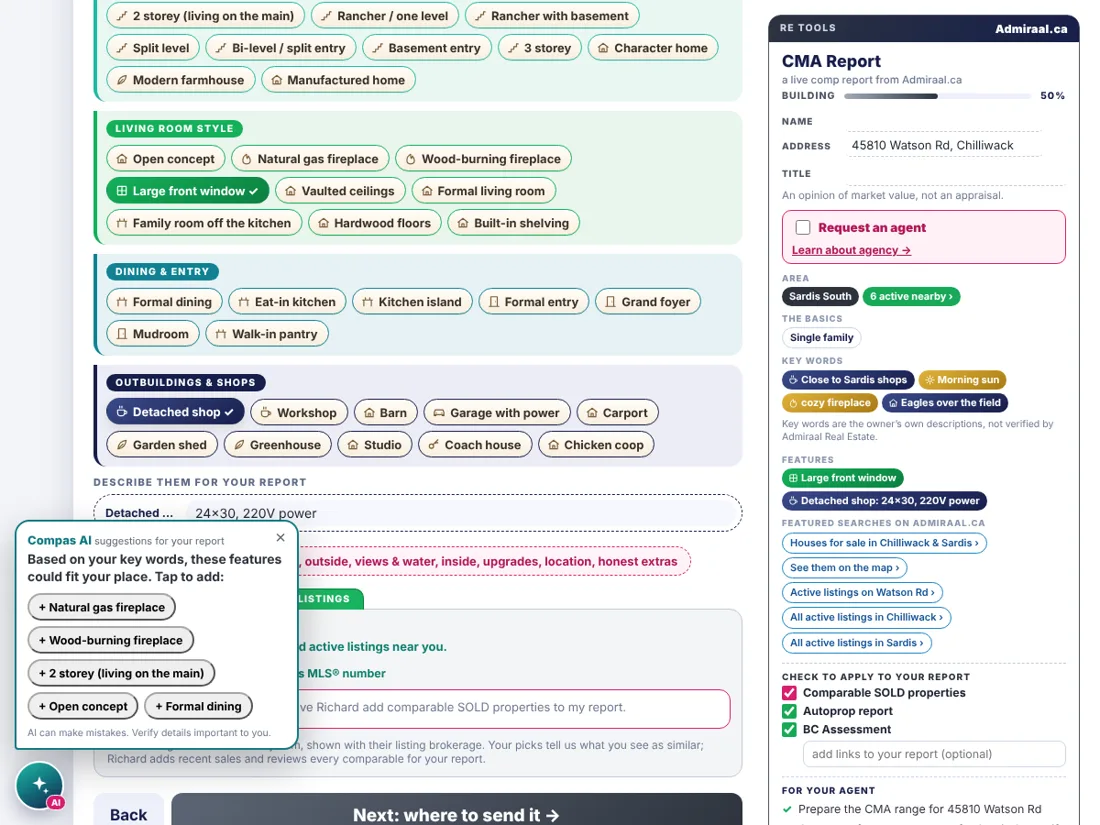 2 storey (living on the main) Rancher / one level Rancher with basement
Split level Bi-level / split entry Basement entry 3 storey Character home
Modern farmhouse Manufactured home
LIVING ROOM STYLE
Open concept Natural gas fireplace Wood-burning fireplace
Large front window ✓ Vaulted ceilings Formal living room
Family room off the kitchen Hardwood floors Built-in shelving
DINING & ENTRY
Formal dining Eat-in kitchen Kitchen island Formal entry Grand foyer
Mudroom Walk-in pantry
OUTBUILDINGS & SHOPS
Detached shop ✓ Workshop Barn Garage with power Carport
Garden shed Greenhouse Studio Coach house Chicken coop
DESCRIBE THEM FOR YOUR REPORT
Detached ... 24×30, 220V power
, outside, views & water, inside, upgrades, location, honest extras
LISTINGS
active listings near you.
MLS® number
Richard add comparable SOLD properties to my report.
, shown with their listing brokerage. Your picks tell us what you see as similar;
Richard adds recent sales and reviews every comparable for your report.
Back Next: where to send it →
Compas AI suggestions for your report ×
Based on your key words, these features
could fit your place. Tap to add:
+ Natural gas fireplace
+ Wood-burning fireplace
+ 2 storey (living on the main)
+ Open concept + Formal dining
AI can make mistakes. Verify details important to you.
AI
RE TOOLS Admiraal.ca
CMA Report
a live comp report from Admiraal.ca
BUILDING 50%
NAME
ADDRESS 45810 Watson Rd, Chilliwack
TITLE
An opinion of market value, not an appraisal.
Request an agent
Learn about agency →
AREA
Sardis South 6 active nearby ›
THE BASICS
Single family
KEY WORDS
Close to Sardis shops Morning sun
cozy fireplace Eagles over the field
Key words are the owner's own descriptions, not verified by
Admiraal Real Estate.
FEATURES
Large front window
Detached shop: 24×30, 220V power
FEATURED SEARCHES ON ADMIRAAL.CA
Houses for sale in Chilliwack & Sardis ›
See them on the map ›
Active listings on Watson Rd ›
All active listings in Chilliwack ›
All active listings in Sardis ›
CHECK TO APPLY TO YOUR REPORT
Comparable SOLD properties
Autoprop report
BC Assessment
add links to your report (optional)
FOR YOUR AGENT
✓ Prepare the CMA range for 45810 Watson Rd